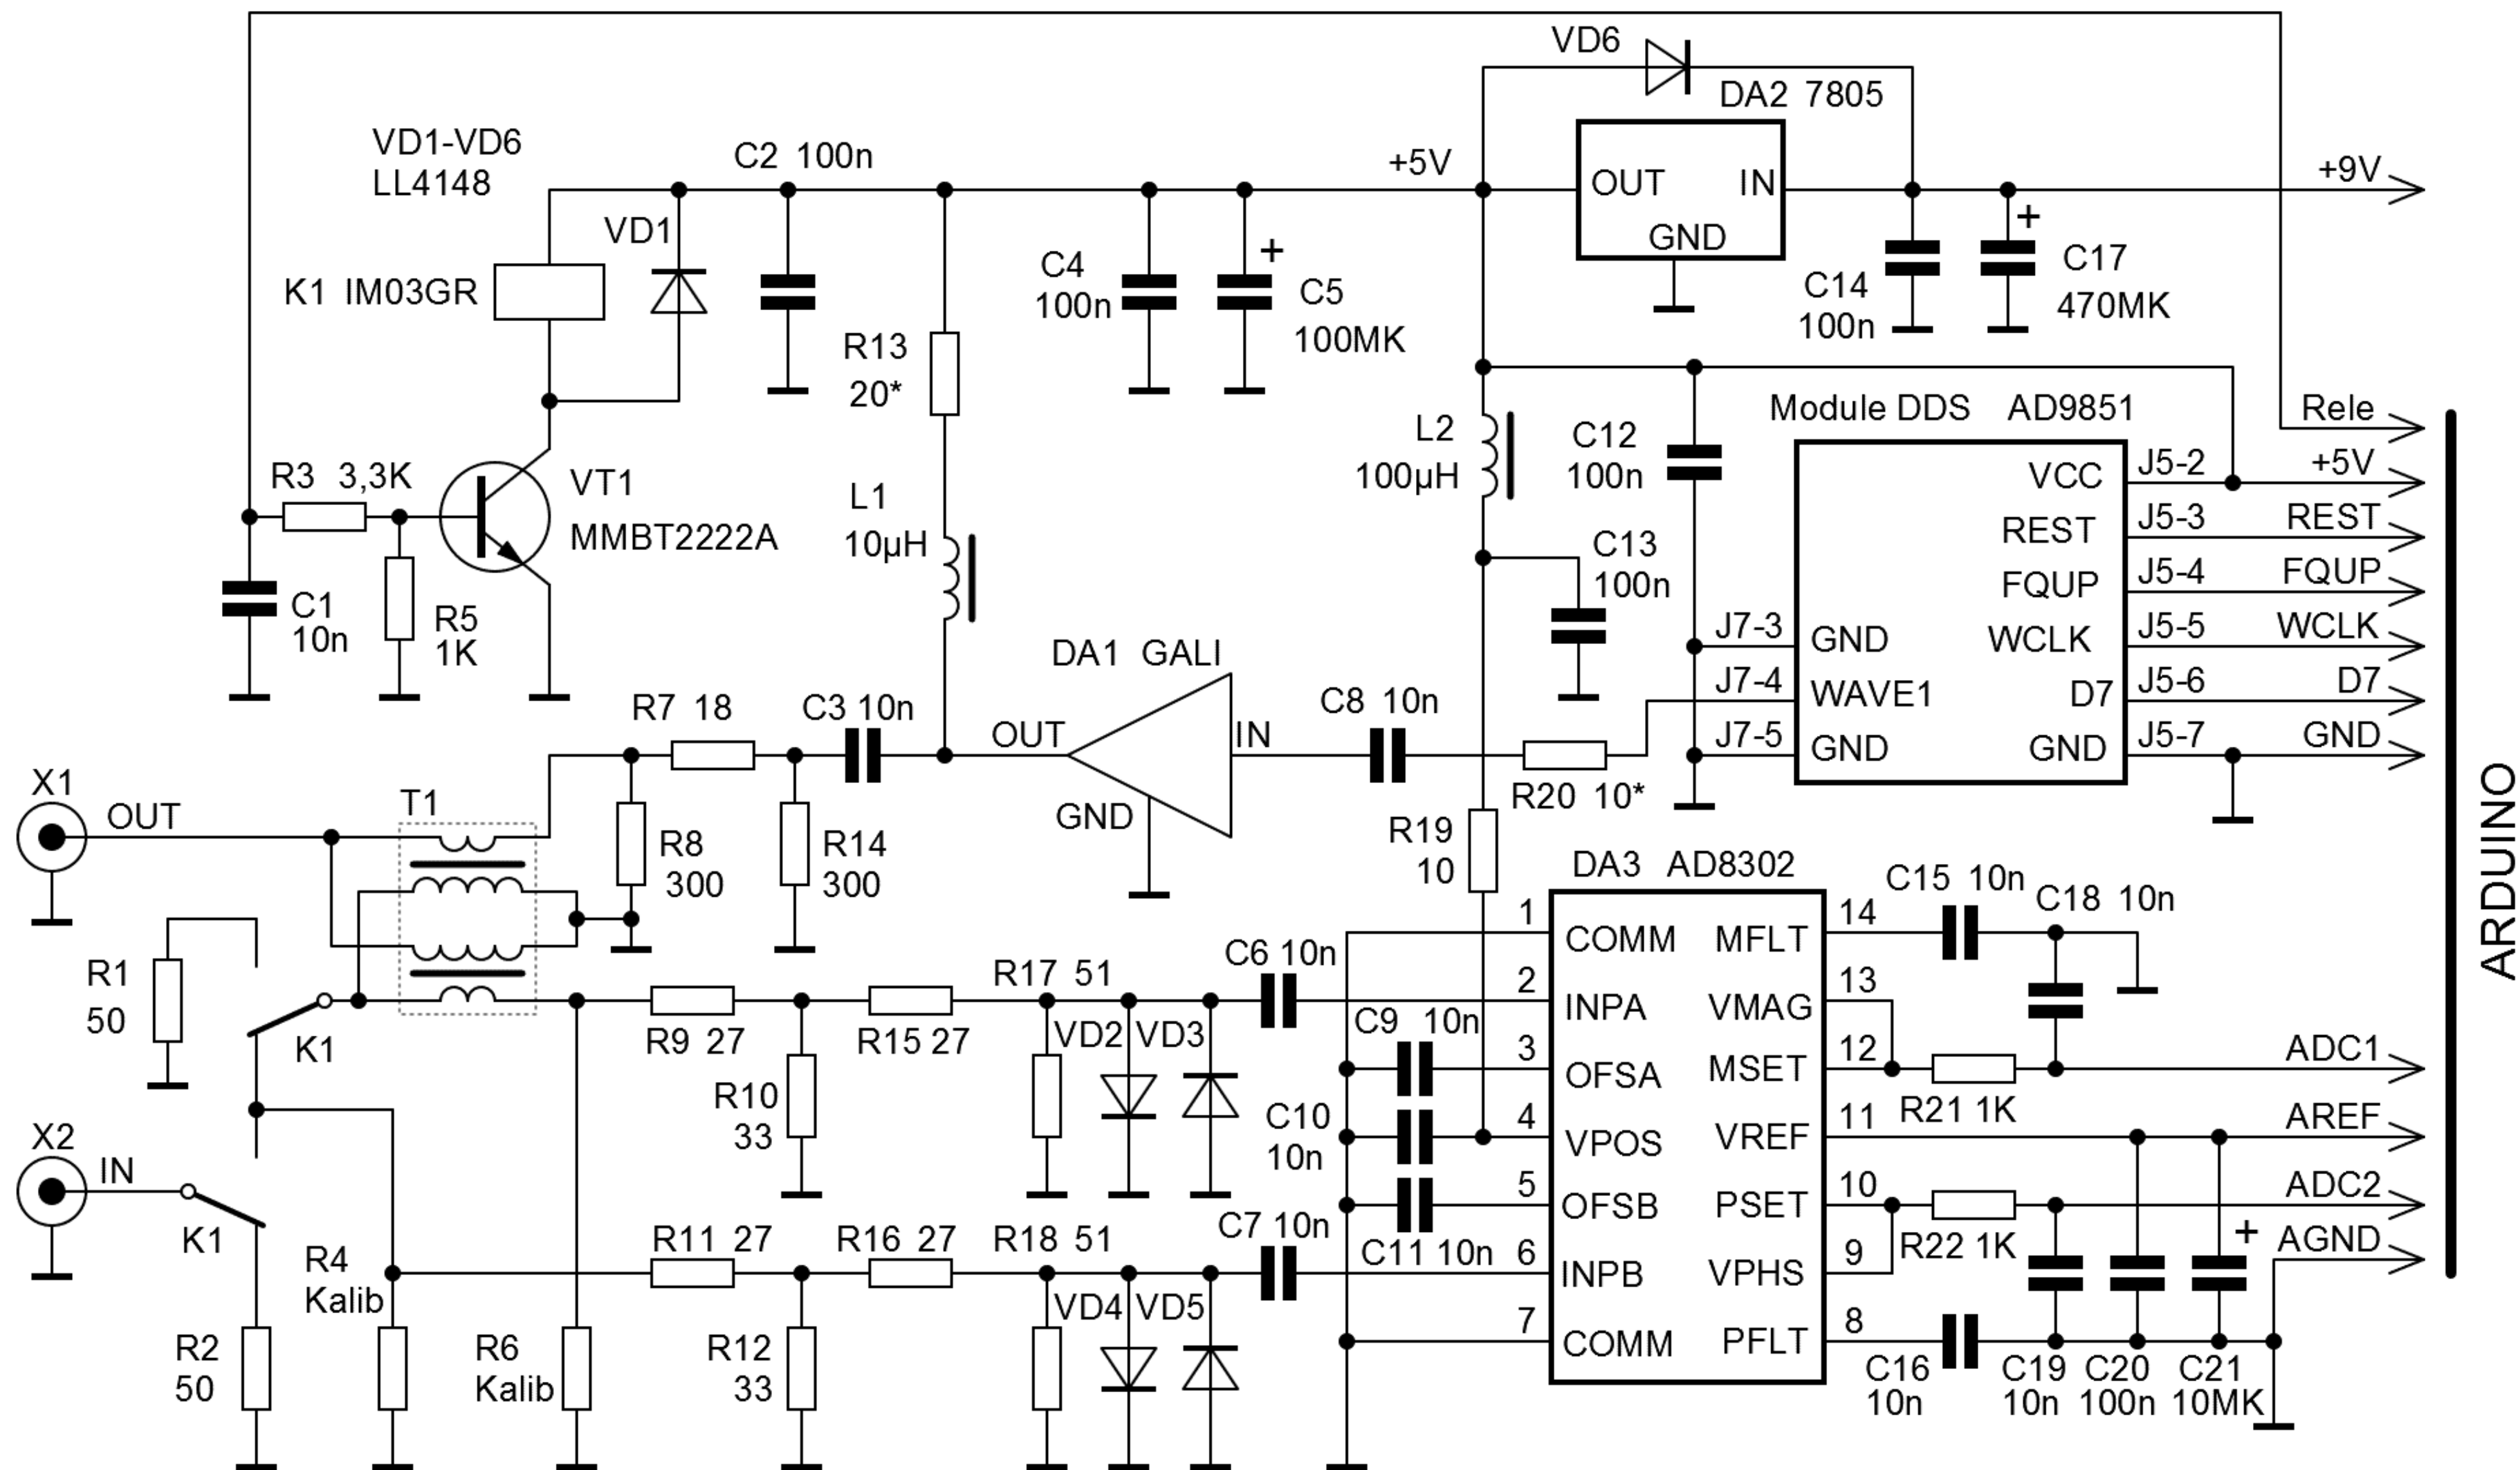 VD6
DA2 7805
VD1-VD6
LL4148
C2 100n
+5V
OUT
IN
GND
+9V
VD1
K1 IM03GR
C4
100n
+
C5
100MK
C14
100n
+
C17
470MK
R13
20*
Module DDS AD9851
Rele
L2
100µH
C12
100n
VCC
J5-2
+5V
R3 3,3K
VT1
MMBT2222A
L1
10µH
REST
J5-3
REST
C13
100n
FQUP
J5-4
FQUP
C1
10n
R5
1K
J7-3
GND
WCLK
J5-5
WCLK
DA1 GALI
J7-4
WAVE1
D7
J5-6
D7
R7 18
C3 10n
OUT
IN
C8 10n
J7-5
GND
GND
J5-7
GND
X1
OUT
T1
GND
R20 10*
R8
300
R14
300
R19
10
DA3 AD8302
ARDUINO
C15 10n
C18 10n
1
COMM
MFLT
14
R1
50
K1
R9 27
R15 27
R17 51
VD2
VD3
C6 10n
2
INPA
VMAG
13
C9 10n
3
OFSA
MSET
12
R21 1K
ADC1
R10
33
C10
10n
4
VPOS
VREF
11
AREF
X2
IN
K1
5
OFSB
PSET
10
R22 1K
ADC2
R11 27
R16 27
R18 51
C7 10n
C11 10n
6
INPB
VPHS
9
+
AGND
R4
Kalib
VD4
VD5
7
COMM
PFLT
8
R2
50
R6
Kalib
R12
33
C16
10n
C19
10n
C20
100n
C21
10MK